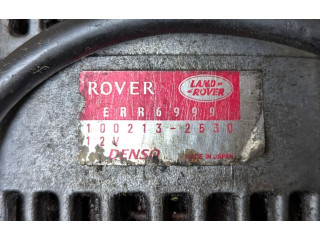 ROVER
LAND-
ROVER
ERR6999
100213-2530
12V
DENSO MADE IN JAPAN